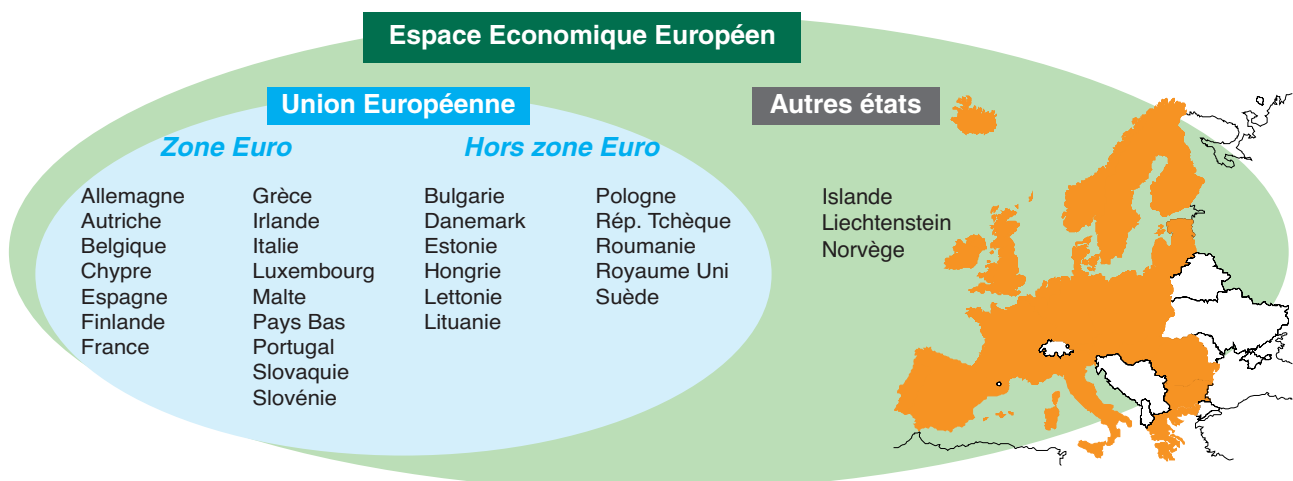 Espace Economique Européen
Union Européenne
Autres états
Zone Euro
Hors zone Euro
Allemagne
Autriche
Belgique
Chypre
Espagne
Finlande
France
Grèce
Irlande
Italie
Luxembourg
Malte
Pays Bas
Portugal
Slovaquie
Slovénie
Bulgarie
Danemark
Estonie
Hongrie
Lettonie
Lituanie
Pologne
Rép. Tchèque
Roumanie
Royaume Uni
Suède
Islande
Liechtenstein
Norvège